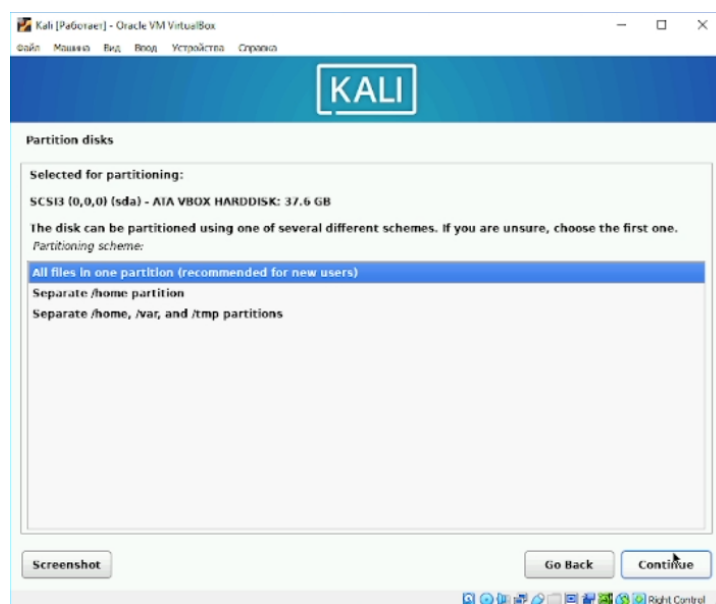 Kali [Работает] - Oracle VM VirtualBox
Файл Машина Вид Ввод Устройства Справка
KALI
Partition disks
Selected for partitioning:
SCSI3 (0,0,0) (sda) - ATA VBOX HARDDISK: 37.6 GB
The disk can be partitioned using one of several different schemes. If you are unsure, choose the first one.
Partitioning scheme:
All files in one partition (recommended for new users)
Separate /home partition
Separate /home, /var, and /tmp partitions
Screenshot Go Back Continue
Right Control